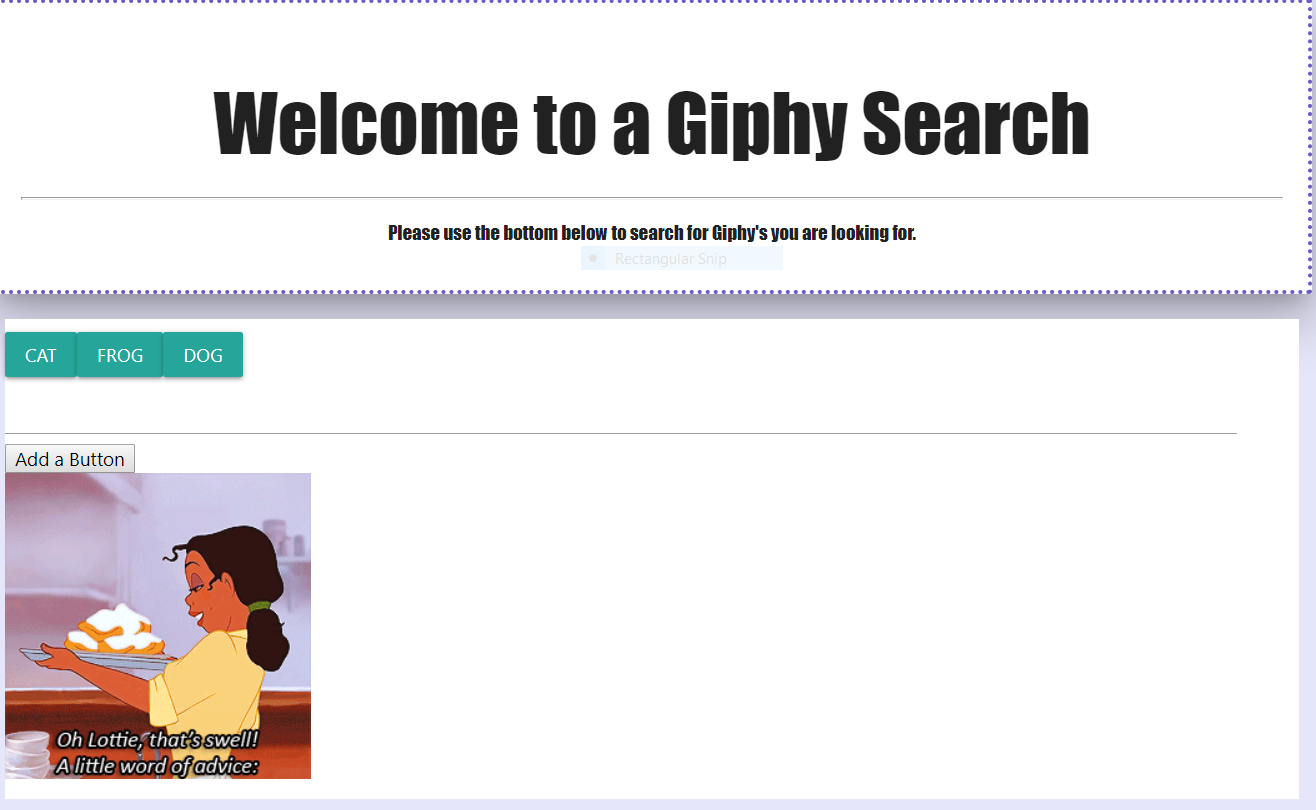 Welcome to a Giphy Search
Please use the bottom below to search for Giphy's you are looking for.
Rectangular Snip
CAT FROG DOG
Add a Button
Oh Lottie, that's swell!
A little word of advice: